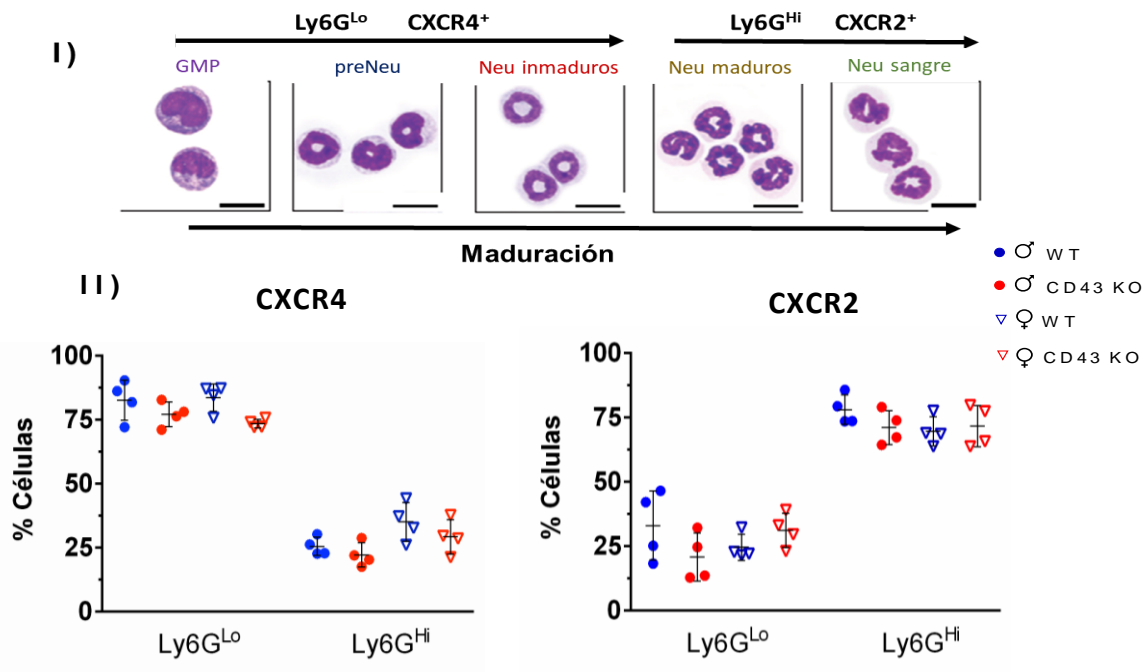 Ly6GLo CXCR4+ Ly6GHi CXCR2+
I)
GMP preNeu Neu inmaduros Neu maduros Neu sangre
Maduración
♂ WT
♂ CD43 KO
♀ WT
♀ CD43 KO
II)
CXCR4
% Células
100
75
50
25
0
Ly6GLo Ly6GHi
CXCR2
% Células
100
75
50
25
0
Ly6GLo Ly6GHi